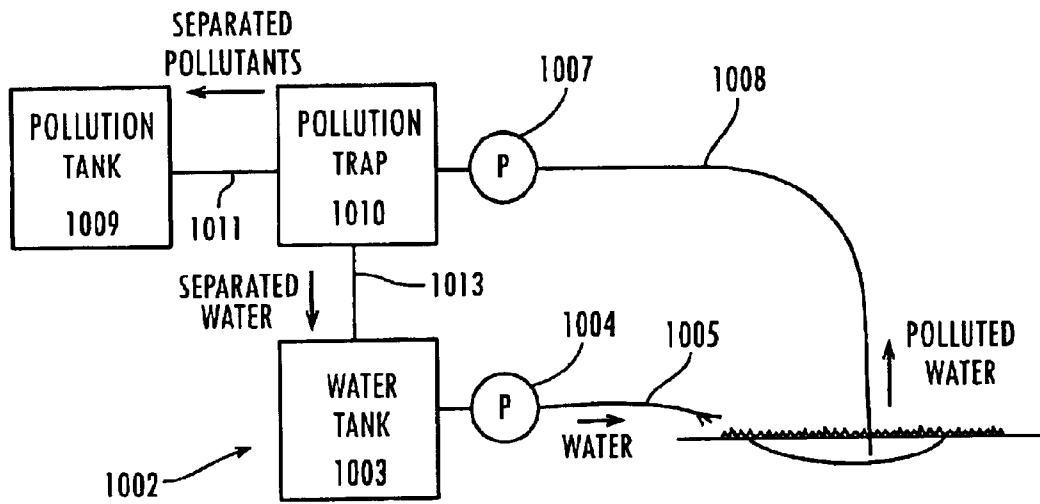 SEPARATED
POLLUTANTS
1007
1008
POLLUTION
TANK
1009
1011
POLLUTION
TRAP
1010
P
SEPARATED
WATER
1013
1004
1005
POLLUTED
WATER
WATER
TANK
1003
P
WATER
1002